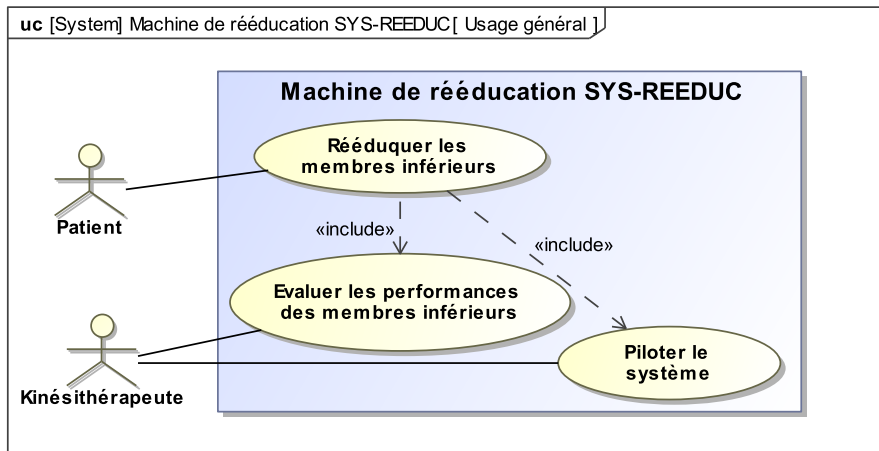 uc [System] Machine de rééducation SYS-REEDUC [ Usage général ]
Machine de rééducation SYS-REEDUC
Rééduquer les
membres inférieurs
Patient
«include»
«include»
Evaluer les performances
des membres inférieurs
Piloter le
système
Kinésithérapeute